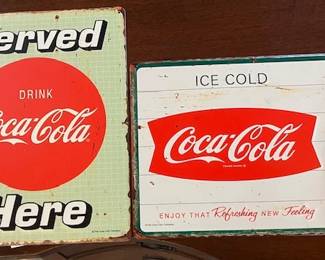 erved
DRINK
Coca-Cola
Here
ICE COLD
Coca-Cola
ENJOY THAT Refreshing NEW Feeling